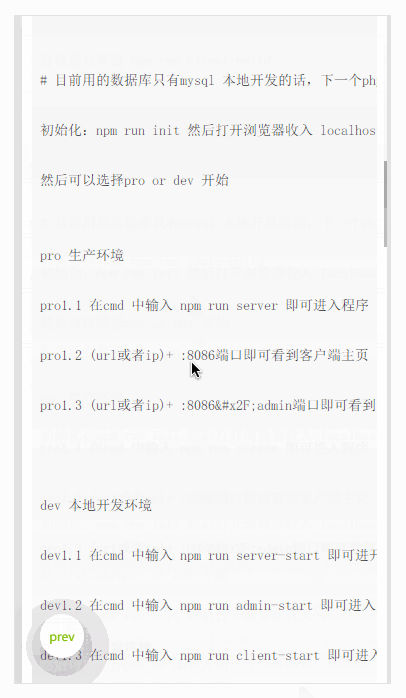 # 目前用的数据库只有mysql 本地开发的话，下一个ph
初始化：npm run init 然后打开浏览器收入 localhos
然后可以选择pro or dev 开始
pro 生产环境
pro1.1 在cmd 中输入 npm run server 即可进入程序
pro1.2 (url或者ip)+ :8086端口即可看到客户端主页
pro1.3 (url或者ip)+ :8086&#x2F;admin端口即可看到
dev 本地开发环境
dev1.1 在cmd 中输入 npm run server-start 即可进开
dev1.2 在cmd 中输入 npm run admin-start 即可进入
dev1.3 在cmd 中输入 npm run client-start 即可进入
prev